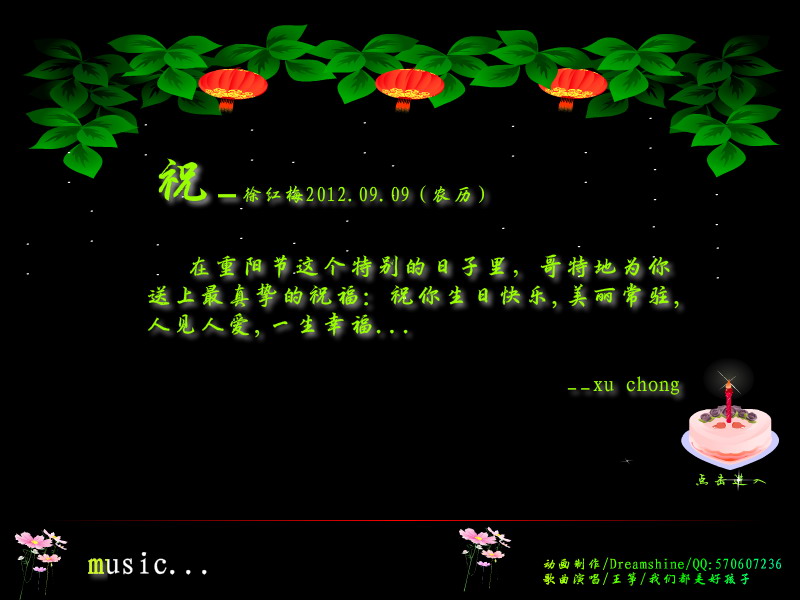 祝 —徐红梅2012.09.09（农历）
在重阳节这个特别的日子里，哥特地为你
送上最真挚的祝福：祝你生日快乐,美丽常驻,
人见人爱,一生幸福...
--xu chong
点击进入
music...
动画制作/Dreamshine/QQ:570607236
歌曲演唱/王筝/我们都是好孩子